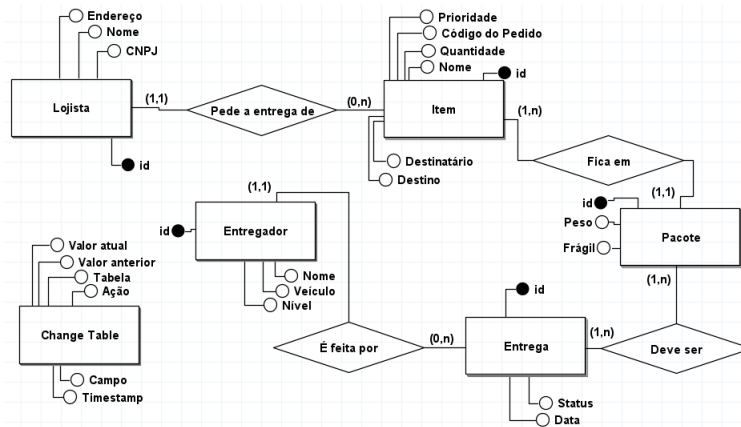 Endereço
Nome
CNPJ
Lojista
id
(1,1)
Pede a entrega de
(0,n)
Prioridade
Código do Pedido
Quantidade
Nome
id
Item
Destinatário
Destino
(1,n)
Fica em
(1,1)
id
Peso
Frágil
Pacote
(1,n)
Deve ser
(1,n)
Entrega
id
Status
Data
(0,n)
É feita por
(1,1)
id
Entregador
Nome
Veículo
Nível
Valor atual
Valor anterior
Tabela
Ação
Change Table
Campo
Timestamp